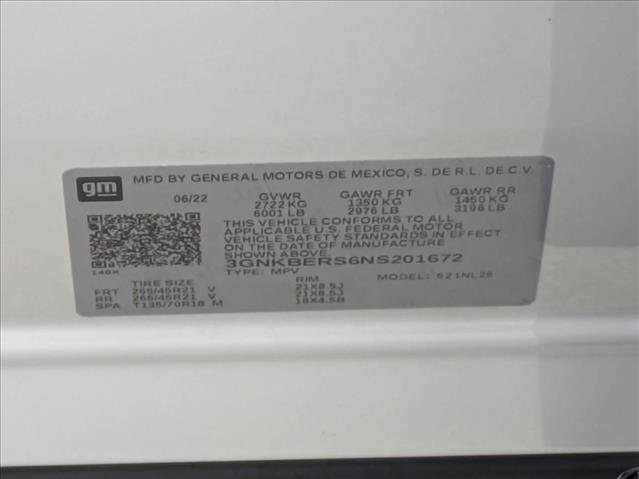 gm
MFD BY GENERAL MOTORS DE MEXICO, S. DE R.L. DE C.V.
06/22 GVWR GAWR FRT GAWR RR
2722 KG 1350 KG 1450 KG
6001 LB 2976 LB 3196 LB
THIS VEHICLE CONFORMS TO ALL
APPLICABLE U.S. FEDERAL MOTOR
VEHICLE SAFETY STANDARDS IN EFFECT
ON THE DATE OF MANUFACTURE
SHOWN ABOVE.
3GNKBERS6NS201672
140X TYPE: MPV MODEL: 621NL26
TIRE SIZE RIM
FRT 265/45R21 V 21X8.5J
RR 265/45R21 V 21X8.5J
SPA T135/70R18 M 18X4.5B